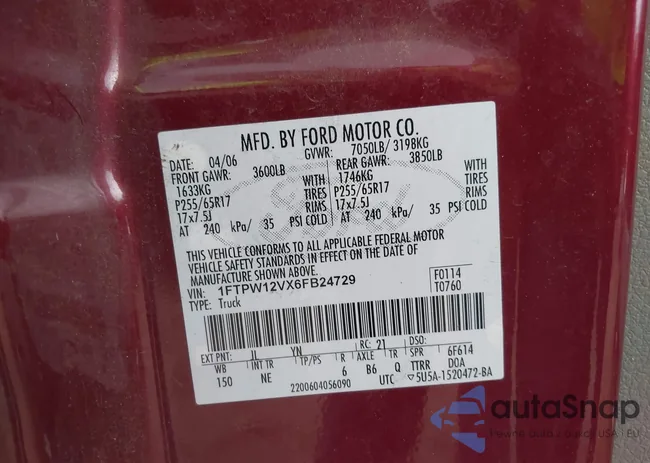 MFD. BY FORD MOTOR CO.
DATE: 04/06 GVWR: 7050LB/ 3198KG
FRONT GAWR: 3600LB REAR GAWR: 3850LB
1633KG WITH 1746KG WITH
P255/65R17 TIRES P255/65R17 TIRES
17x7.5J RIMS 17x7.5J RIMS
AT 240 kPa/ 35 PSI COLD AT 240 kPa/ 35 PSI COLD
THIS VEHICLE CONFORMS TO ALL APPLICABLE FEDERAL MOTOR
VEHICLE SAFETY STANDARDS IN EFFECT ON THE DATE OF
MANUFACTURE SHOWN ABOVE.
VIN: 1FTPW12VX6FB24729 F0114
TYPE: Truck T0760
EXT PNT: JL YN RC: 21 DSO:
WB INT TR TP/PS R AXLE TR SPR 6F614
150 NE 6 B6 Q TTRR DOA
2200604056090 UTC ▽5U5A-1520472-BA
autoSnap